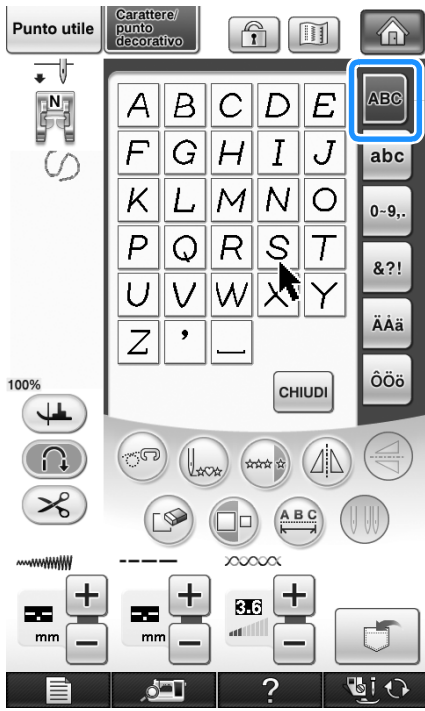 Punto utile
Carattere/
punto
decorativo
N
S
100%
A B C D E
F G H I J
K L M N O
P Q R S T
U V W X Y
Z ' _
ABC
abc
0~9,.
&?!
ÄÅä
ÔÖö
CHIUDI
A B C
+ + +
3.6
mm mm
− − −
?